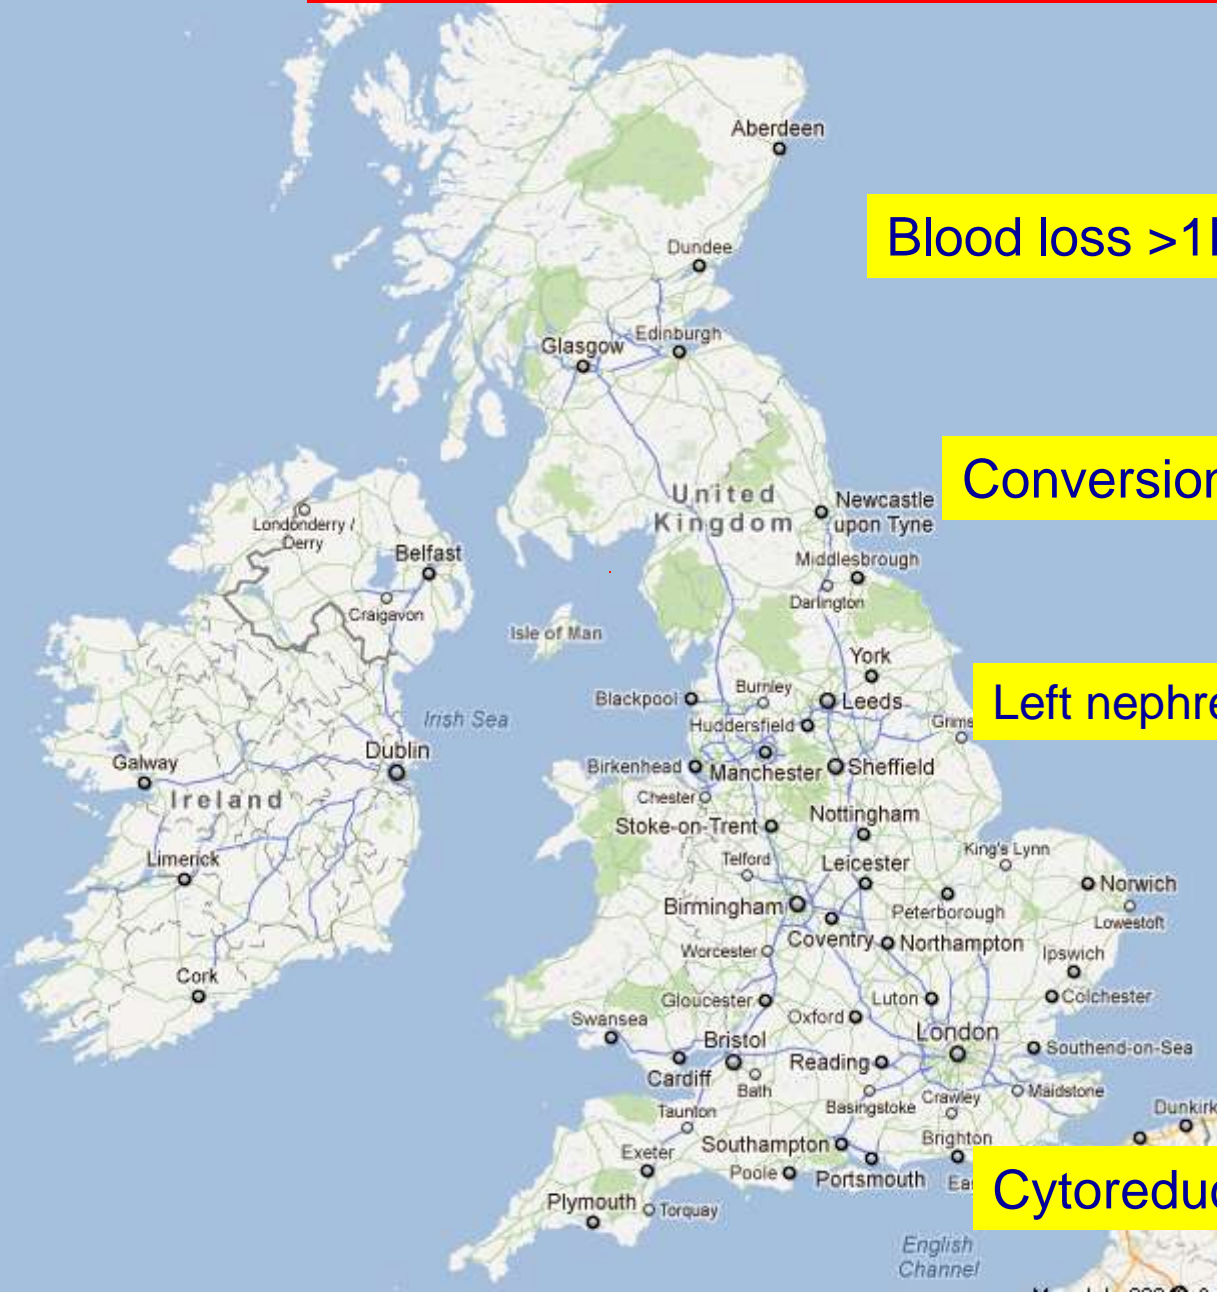 Aberdeen
Blood loss >1
Dundee
Edinburgh
Glasgow
Conversion
United
Kingdom
Newcastle
upon Tyne
Londonderry /
Derry
Belfast
Middlesbrough
Darlington
Craigavon
Isle of Man
York
Left
Blackpool
Burnley
Leeds
Irish Sea
Huddersfield
Dublin
Galway
Birkenhead
Manchester
Sheffield
Ireland
Chester
Stoke-on-Trent
Nottingham
King's Lynn
Limerick
Telford
Leicester
Norwich
Birmingham
Peterborough
Lowestoft
Coventry
Northampton
Worcester
Ipswich
Cork
Gloucester
Luton
Colchester
Swansea
Oxford
London
Bristol
Southend-on-Sea
Reading
Cardiff
Bath
Maidstone
Basingstoke
Crawley
Taunton
Dunkirk
Southampton
Brighton
Exeter
Poole
Portsmouth
Plymouth
Torquay
English
Channel